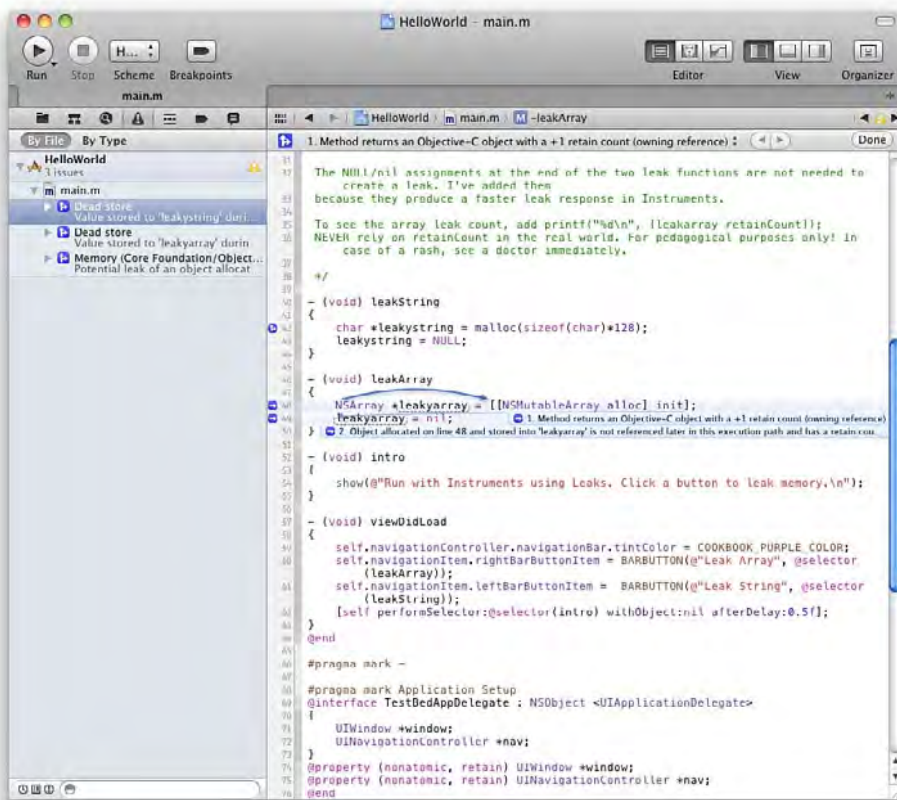 HelloWorld – main.m
H...
Run Stop Scheme Breakpoints
Editor View Organizer
main.m
HelloWorld main.m M -leakArray
By File By Type
1. Method returns an Objective-C object with a +1 retain count (owning reference)
Done
HelloWorld
3 issues
m main.m
Dead store
Value stored to 'leakystring' duri...
Dead store
Value stored to 'leakyarray' durin
Memory (Core Foundation/Object...
Potential leak of an object allocat
The NULL/nil assignments at the end of the two leak functions are not needed to
create a leak. I've added them
because they produce a faster leak response in Instruments.
To see the array leak count, add printf("%d\n", [leakarray retainCount]);
NEVER rely on retainCount in the real world. For pedagogical purposes only! In
case of a rash, see a doctor immediately.
*/
- (void) leakString
{
char *leakystring = malloc(sizeof(char)*128);
leakystring = NULL;
}
- (void) leakArray
{
NSArray *leakyarray = [[NSMutableArray alloc] init];
leakyarray = nil;
1. Method returns an Objective-C object with a +1 retain count (owning reference)
}
2. Object allocated on line 48 and stored into 'leakyarray' is not referenced later in this execution path and has a retain cou...
- (void) intro
{
show(@"Run with Instruments using Leaks. Click a button to leak memory.\n");
}
- (void) viewDidLoad
{
self.navigationController.navigationBar.tintColor = COOKBOOK_PURPLE_COLOR;
self.navigationItem.rightBarButtonItem = BARBUTTON(@"Leak Array", @selector
(leakArray));
self.navigationItem.leftBarButtonItem = BARBUTTON(@"Leak String", @selector
(leakString));
[self performSelector:@selector(intro) withObject:nil afterDelay:0.5f];
}
@end
#pragma mark -
#pragma mark Application Setup
@interface TestBedAppDelegate : NSObject <UIApplicationDelegate>
{
UIWindow *window;
UINavigationController *nav;
}
@property (nonatomic, retain) UIWindow *window;
@property (nonatomic, retain) UINavigationController *nav;
@end